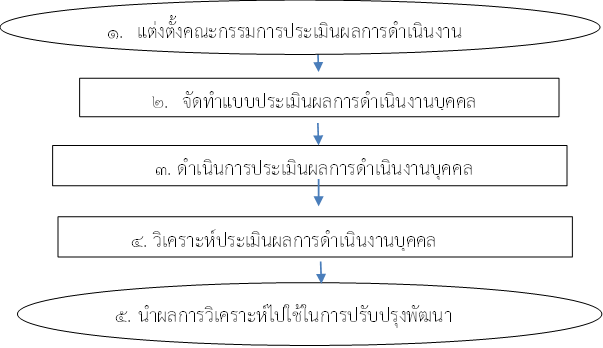 ๑. แต่งตั้งคณะกรรมการประเมินผลการดำเนินงาน
๒. จัดทำแบบประเมินผลการดำเนินงานบุคคล
๓. ดำเนินการประเมินผลการดำเนินงานบุคคล
๔. วิเคราะห์ประเมินผลการดำเนินงานบุคคล
๕. นำผลการวิเคราะห์ไปใช้ในการปรับปรุงพัฒนา